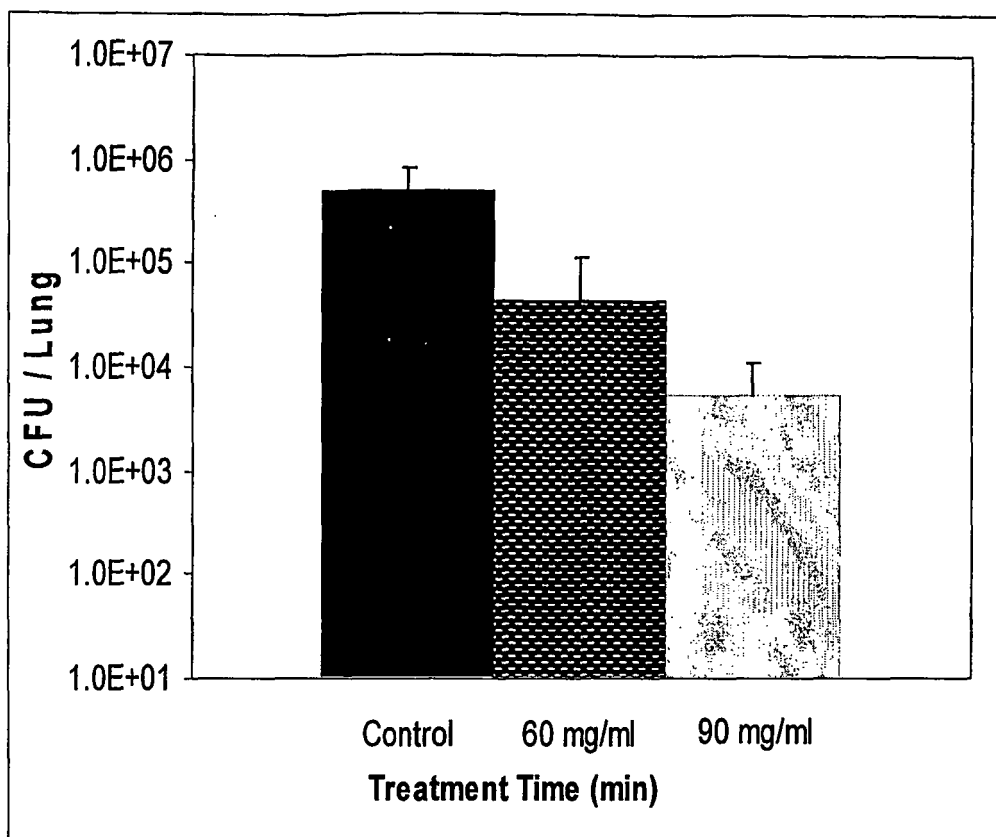 1.0E+07
1.0E+06
1.0E+05
1.0E+04
1.0E+03
1.0E+02
1.0E+01
CFU / Lung
Control 60 mg/ml 90 mg/ml
Treatment Time (min)